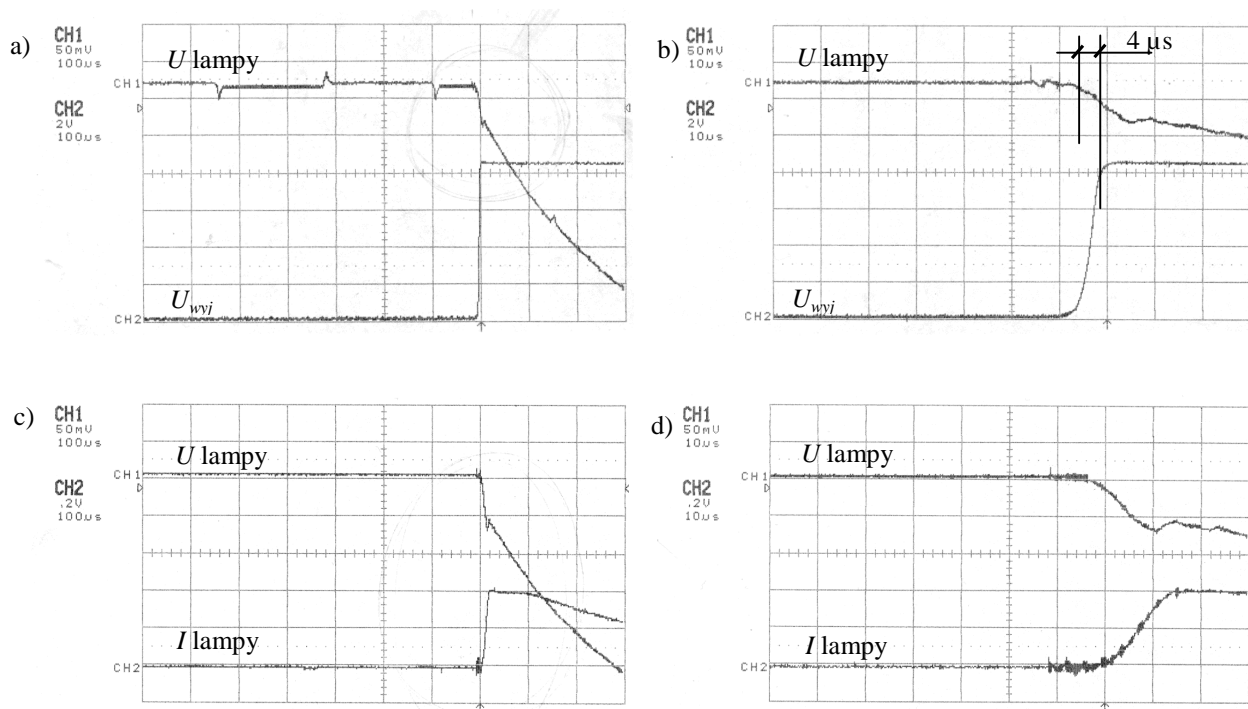 a)
CH1
50mV
100µs
CH2
2V
100µs
U lampy
CH1
U wyj
CH2
b)
CH1
50mV
10µs
CH2
2V
10µs
U lampy
4 µs
CH1
U wyj
CH2
c)
CH1
50mV
100µs
CH2
.2V
100µs
U lampy
CH1
I lampy
CH2
d)
CH1
50mV
10µs
CH2
.2V
10µs
U lampy
CH1
I lampy
CH2